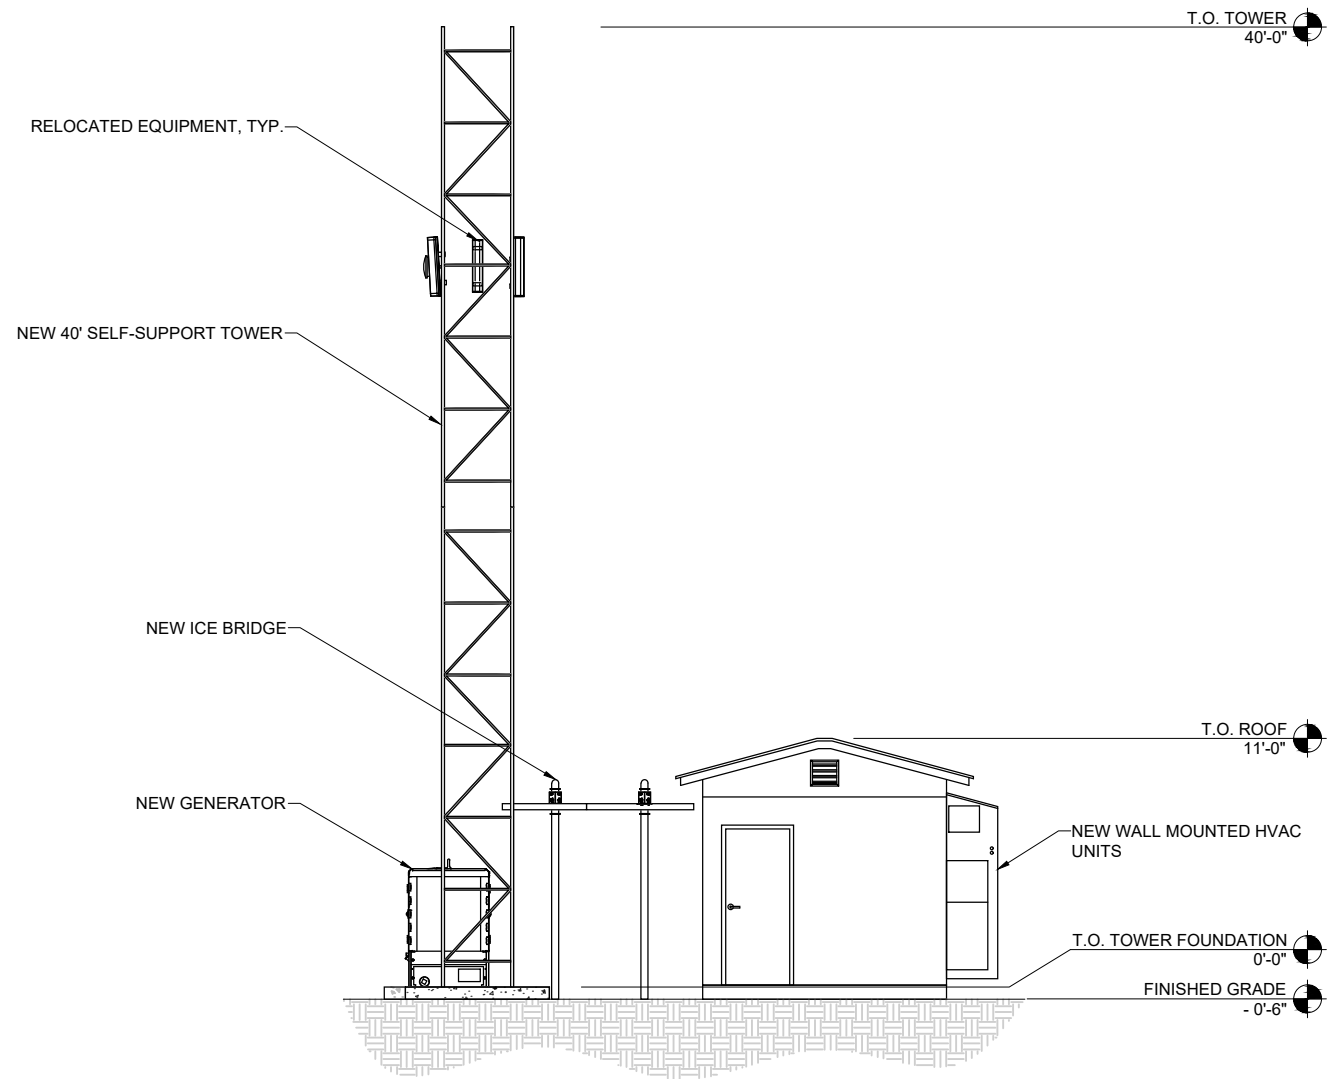 T.O. TOWER
40'-0"
RELOCATED EQUIPMENT, TYP.
NEW 40' SELF-SUPPORT TOWER
NEW ICE BRIDGE
T.O. ROOF
11'-0"
NEW GENERATOR
NEW WALL MOUNTED HVAC
UNITS
T.O. TOWER FOUNDATION
0'-0"
FINISHED GRADE
- 0'-6"